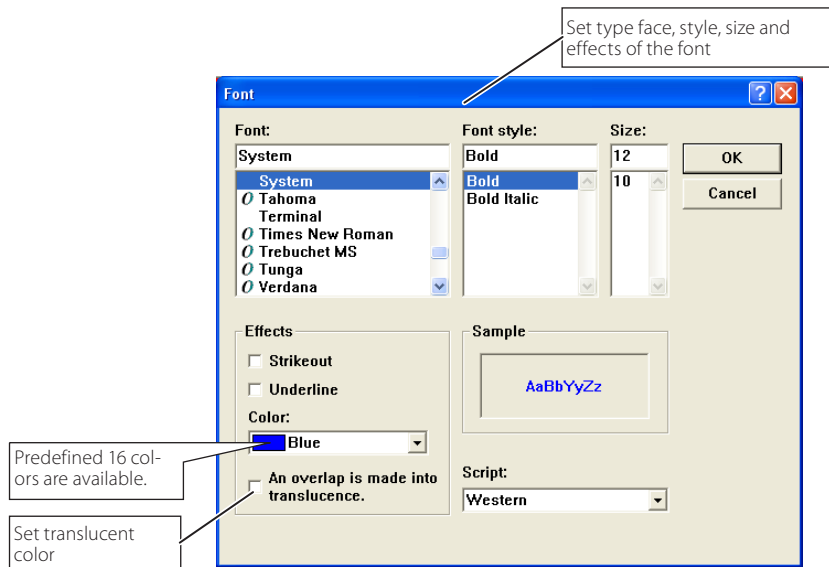 Set type face, style, size and
effects of the font
Font
Font:
Font style:
Size:
System
Bold
12
OK
System
Tahoma
Terminal
Times New Roman
Trebuchet MS
Tunga
Verdana
Bold
Bold Italic
10
Cancel
Effects
Strikeout
Underline
Color:
Blue
An overlap is made into
translucence.
Sample
AaBbYyZz
Script:
Western
Predefined 16 col-
ors are available.
Set translucent
color